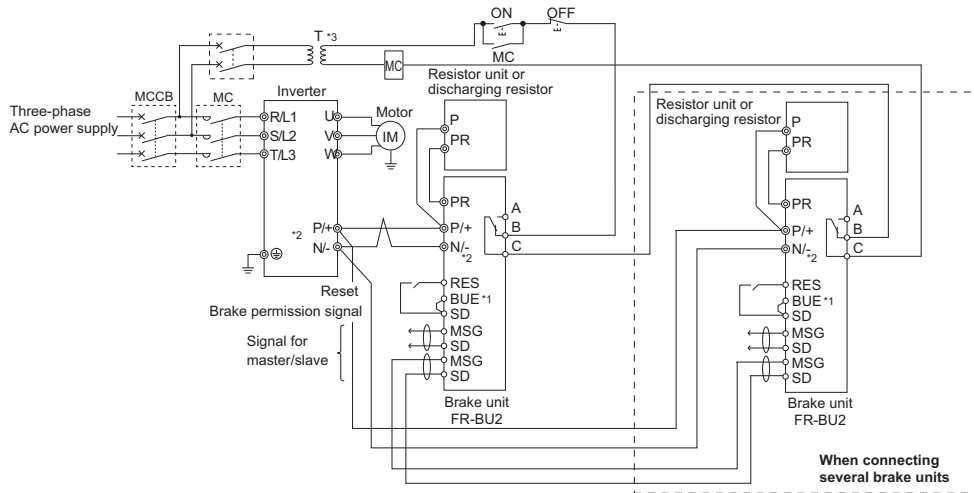 ON
OFF
T *3
MC
MC
MCCB
MC
Three-phase
AC power supply
Inverter
R/L1
S/L2
T/L3
U
V
W
Motor
IM
*2
P/+
N/-
Resistor unit or
discharging resistor
P
PR
PR
P/+
N/-
*2
A
B
C
Reset
Brake permission signal
Signal for
master/slave
RES
BUE *1
SD
MSG
SD
MSG
SD
Brake unit
FR-BU2
Resistor unit or
discharging resistor
P
PR
PR
P/+
N/-
*2
A
B
C
RES
BUE *1
SD
MSG
SD
MSG
SD
Brake unit
FR-BU2
When connecting
several brake units